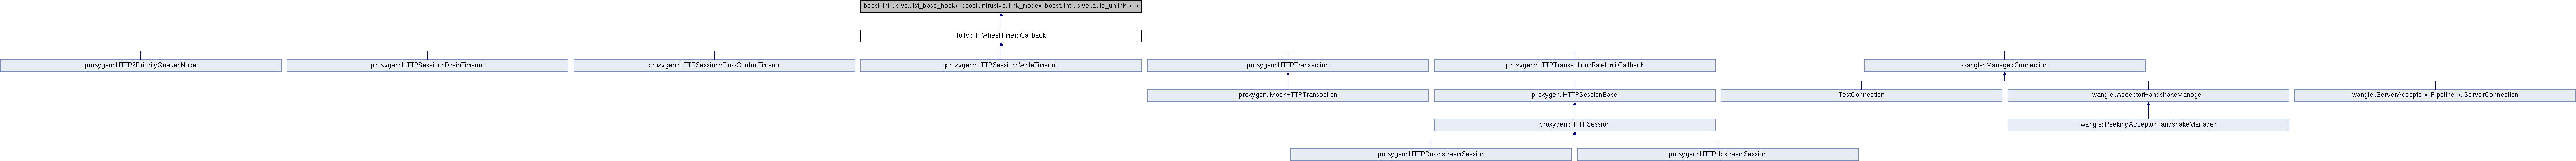 boost::intrusive::list_base_hook< boost::intrusive::link_mode< boost::intrusive::auto_unlink > >
folly::HHWheelTimer::Callback
proxygen::HTTP2PriorityQueue::Node
proxygen::HTTPSession::DrainTimeout
proxygen::HTTPSession::FlowControlTimeout
proxygen::HTTPSession::WriteTimeout
proxygen::HTTPTransaction
proxygen::HTTPTransaction::RateLimitCallback
wangle::ManagedConnection
proxygen::MockHTTPTransaction
proxygen::HTTPSessionBase
TestConnection
wangle::AcceptorHandshakeManager
wangle::ServerAcceptor< Pipeline >::ServerConnection
proxygen::HTTPSession
wangle::PeekingAcceptorHandshakeManager
proxygen::HTTPDownstreamSession
proxygen::HTTPUpstreamSession